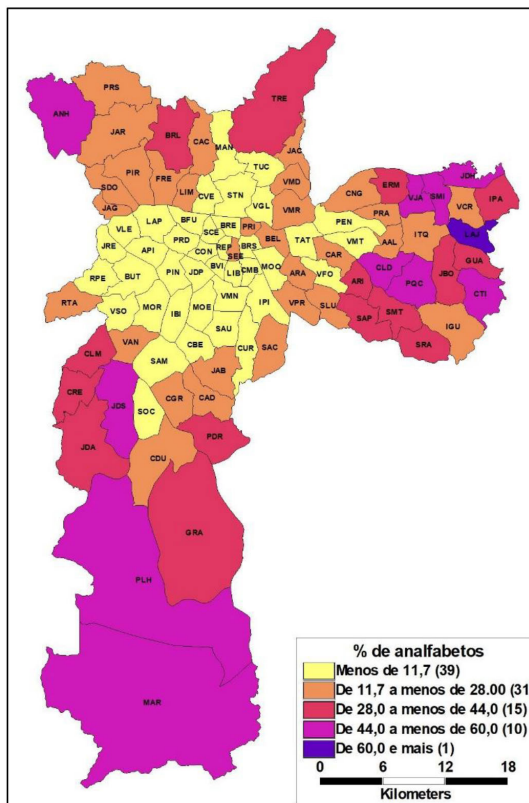 PRS
ANH
TRE
JAR
BRL
CAC
MAN
JAC
PIR
FRE
TUC
SDO
LIM
CVE
STN
VMD
JAG
VGL
VMR
CNG
ERM
VJA
SMI
JDH
VCR
IPA
LAP
BFU
PRI
PEN
PRA
VLE
SCE
BRE
BEL
TAT
VMT
AAL
ITQ
LAJ
JRE
API
PRD
CON
REP
SEE
BRS
CAR
GUA
RPE
BUT
PIN
JDP
BVI
LIB
CMB
MOO
ARA
VFO
CLD
ARI
PQC
JBO
CTI
RTA
VSO
MOR
IBI
MOE
VMN
IPI
VPR
SLU
SAP
SMT
IGU
SAU
VAN
CBE
CUR
SAC
SRA
CLM
SAM
JAB
CRE
JDS
SOC
CGR
CAD
JDA
PDR
CDU
GRA
PLH
MAR
% de analfabetos
Menos de 11,7 (39)
De 11,7 a menos de 28.00 (31
De 28,0 a menos de 44,0 (15)
De 44,0 a menos de 60,0 (10)
De 60,0 e mais (1)
0 6 12 18
Kilometers